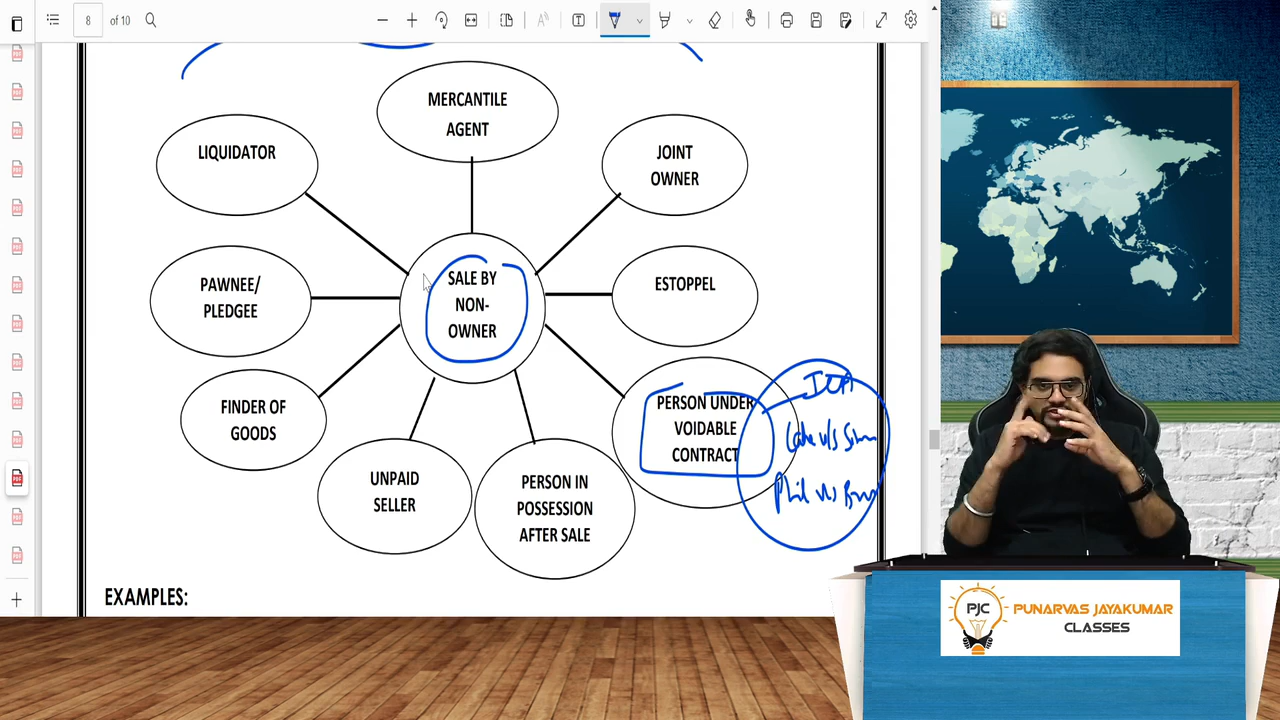 8
of 10
MERCANTILE
AGENT
LIQUIDATOR
JOINT
OWNER
SALE BY
NON-
OWNER
PAWNEE/
PLEDGEE
ESTOPPEL
FINDER OF
GOODS
PERSON UNDER
VOIDABLE
CONTRACT
UNPAID
SELLER
PERSON IN
POSSESSION
AFTER SALE
EXAMPLES:
PJC
PUNARVAS JAYAKUMAR
CLASSES